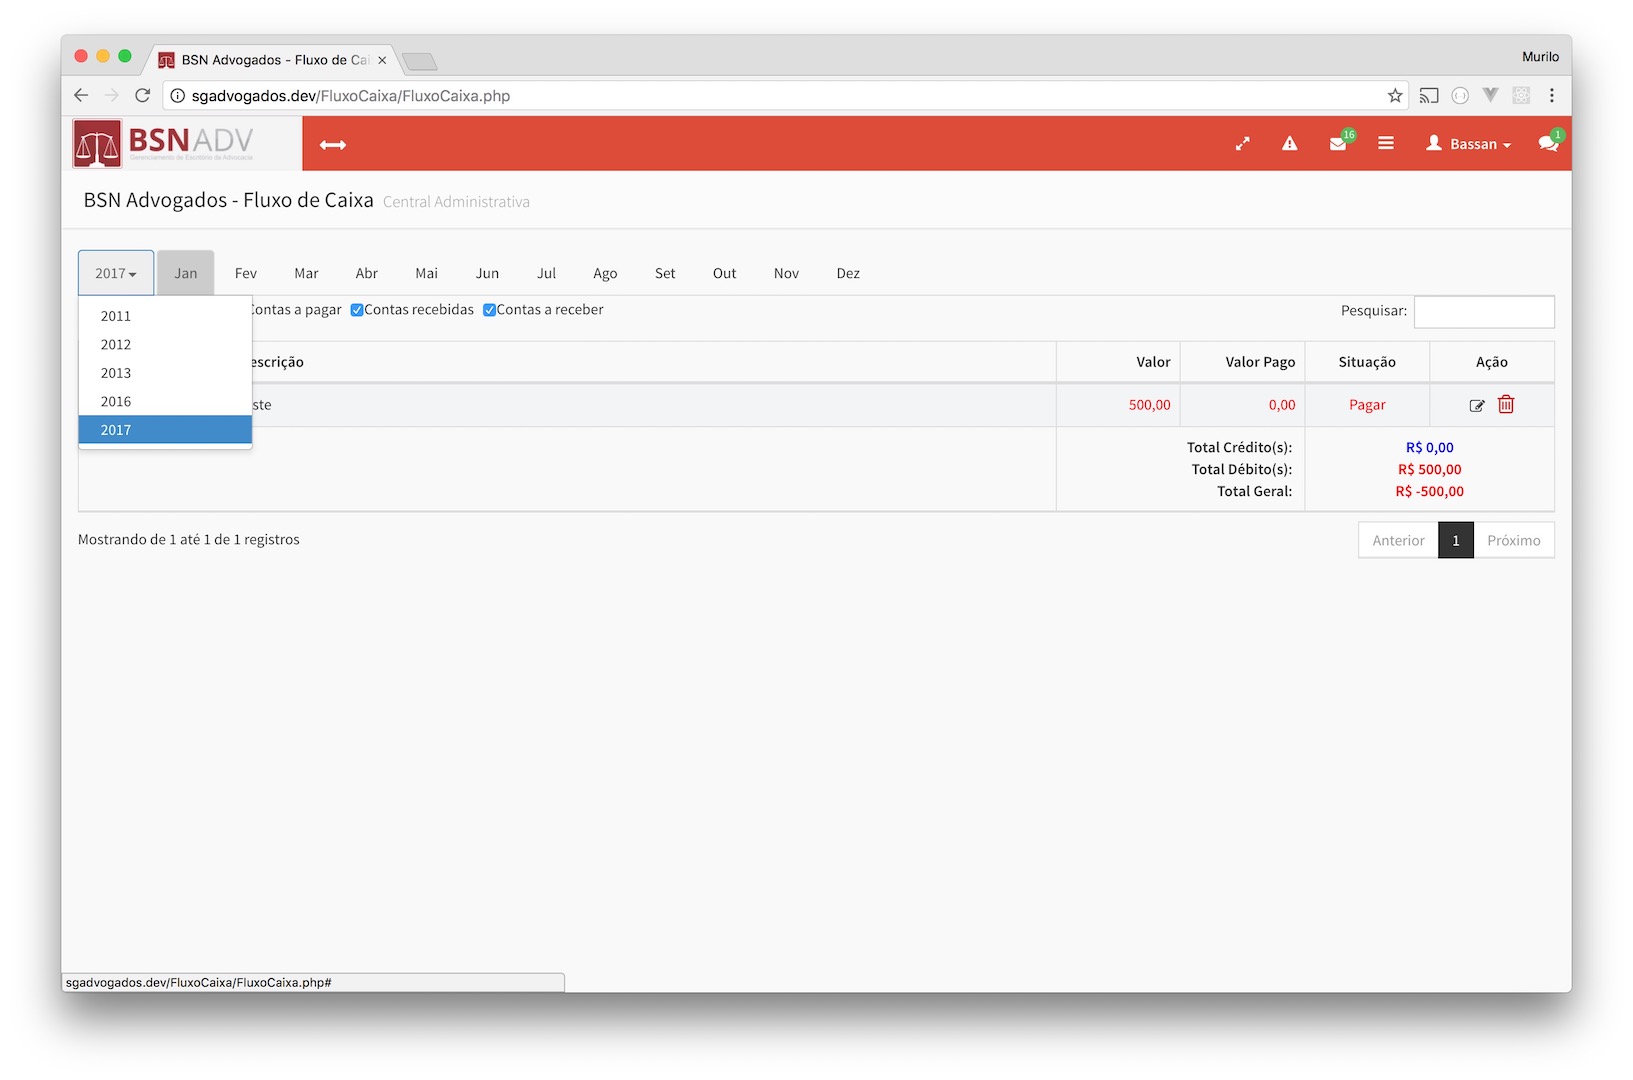 BSN Advogados - Fluxo de Cai
Murilo
sgadvogados.dev/FluxoCaixa/FluxoCaixa.php
BSNADV
Gerenciamento de Escritório de Advocacia
16
Bassan
1
BSN Advogados - Fluxo de Caixa Central Administrativa
2017 Jan Fev Mar Abr Mai Jun Jul Ago Set Out Nov Dez
Contas a pagar Contas recebidas Contas a receber
Pesquisar:
2011
2012
2013
2016
2017
escrição Valor Valor Pago Situação Ação
ste 500,00 0,00 Pagar
Total Crédito(s): R$ 0,00
Total Débito(s): R$ 500,00
Total Geral: R$ -500,00
Mostrando de 1 até 1 de 1 registros
Anterior 1 Próximo
sgadvogados.dev/FluxoCaixa/FluxoCaixa.php#